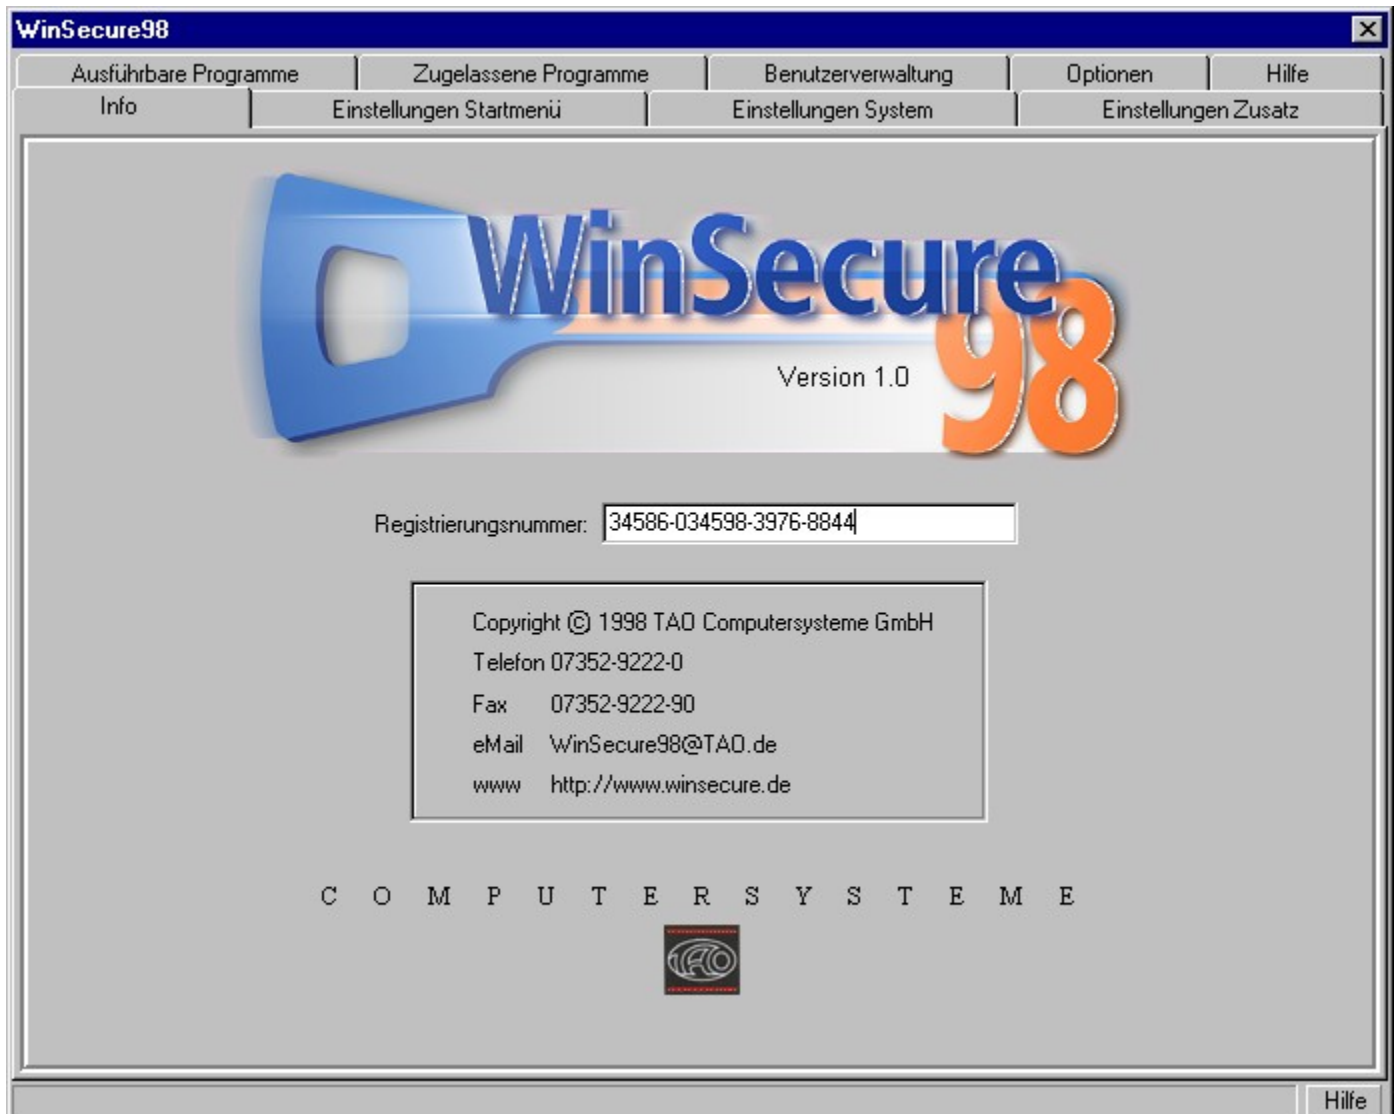 WinSecure98
Ausführbare Programme Zugelassene Programme Benutzerverwaltung Optionen Hilfe
Info Einstellungen Startmenü Einstellungen System Einstellungen Zusatz
WinSecure
98
Version 1.0
Registrierungsnummer: 34586-034598-3976-8844
Copyright © 1998 TAO Computersysteme GmbH
Telefon 07352-9222-0
Fax 07352-9222-90
eMail WinSecure98@TAO.de
www http://www.winsecure.de
C O M P U T E R S Y S T E M E
TAO
Hilfe